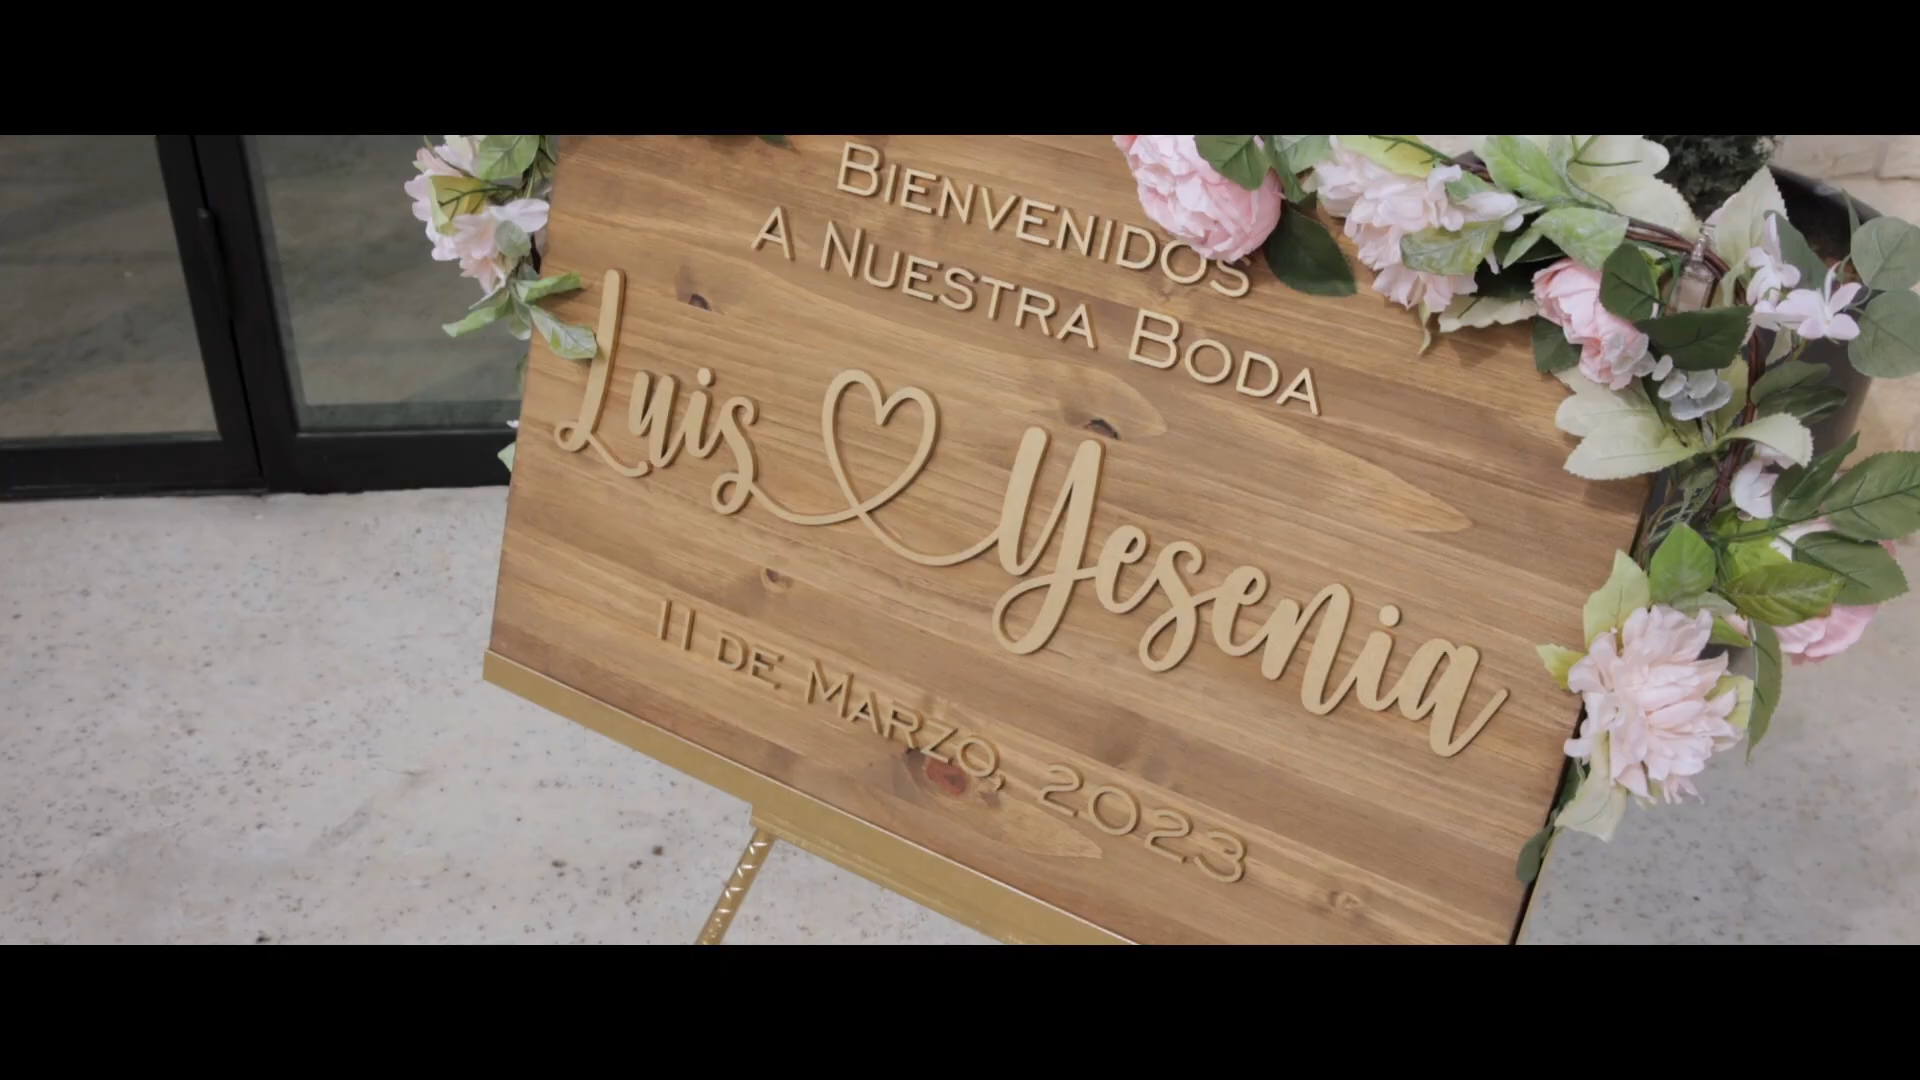 Bienvenidos
a Nuestra Boda
Luis Yesenia
11 de Marzo, 2023